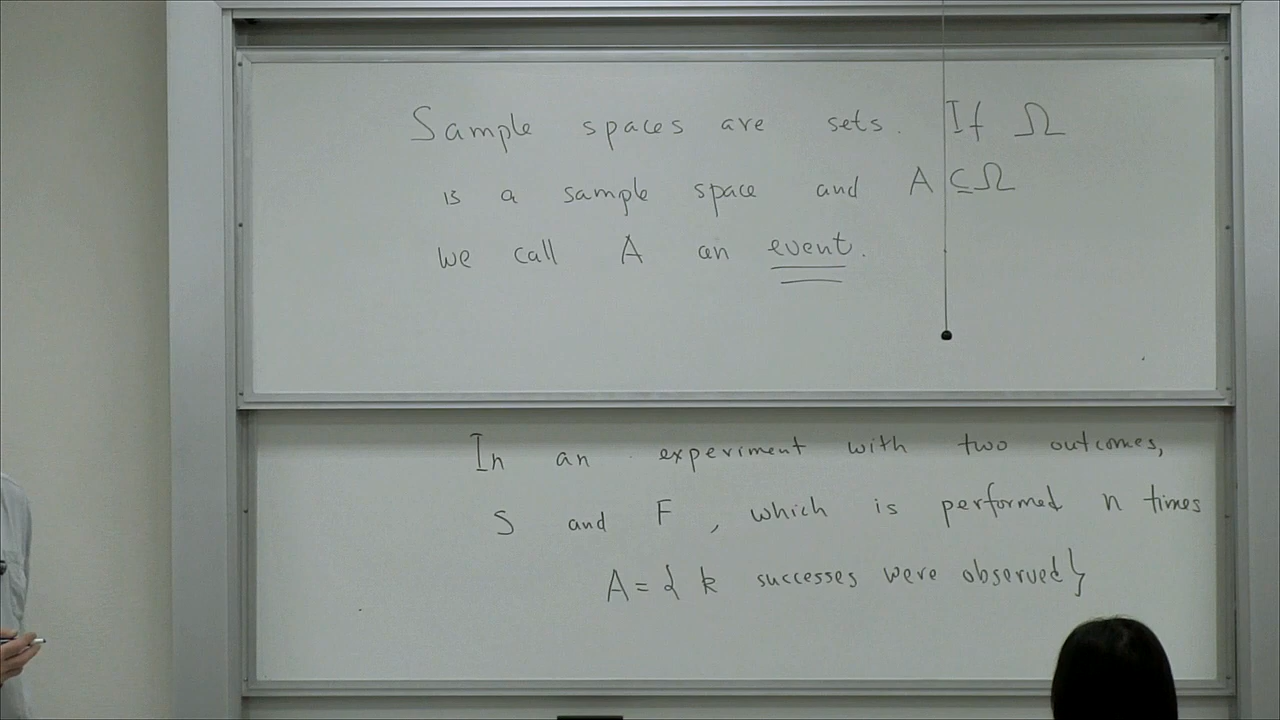 Sample spaces are sets. If Ω
is a sample space and A ⊆ Ω
we call A an event.
In an experiment with two outcomes,
S and F, which is performed n times
A = { k successes were observed}